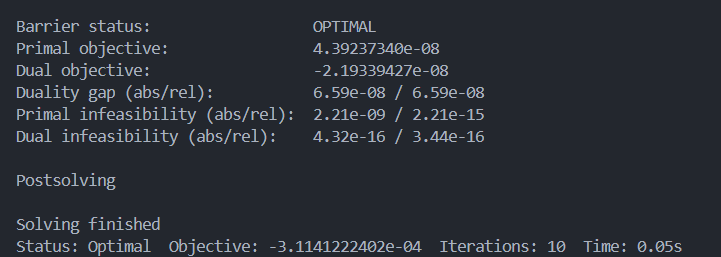 Barrier status:                  OPTIMAL
Primal objective:                4.39237340e-08
Dual objective:                  -2.19339427e-08
Duality gap (abs/rel):           6.59e-08 / 6.59e-08
Primal infeasibility (abs/rel):  2.21e-09 / 2.21e-15
Dual infeasibility (abs/rel):    4.32e-16 / 3.44e-16
Postsolving
Solving finished
Status: Optimal  Objective: -3.1141222402e-04  Iterations: 10  Time: 0.05s